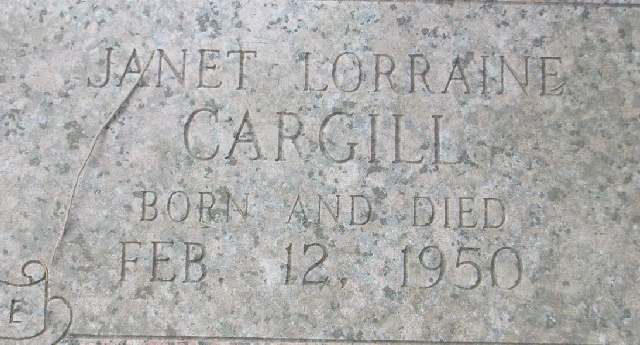 JANET LORRAINE
CARGILL
BORN AND DIED
FEB. 12, 1950
E